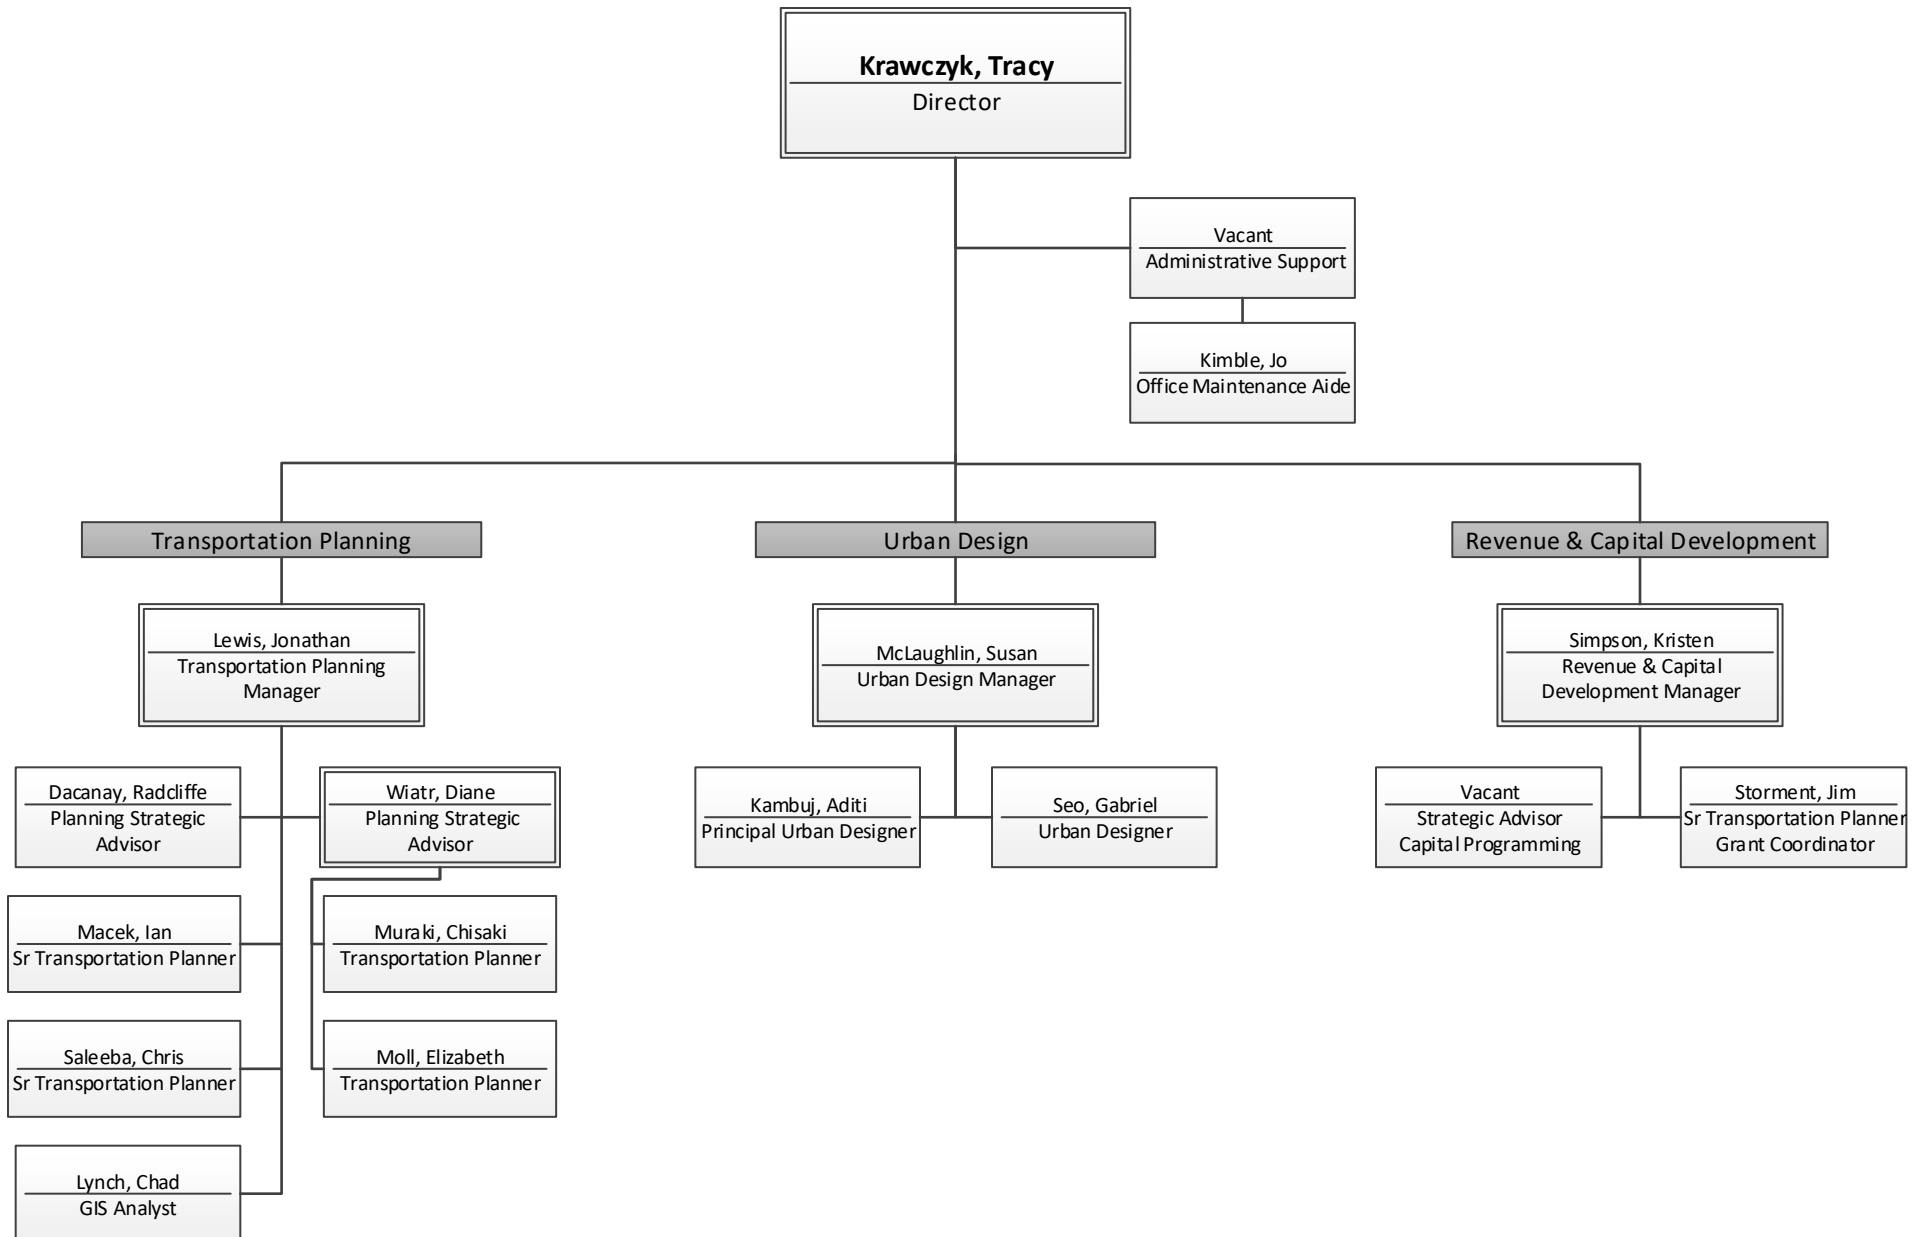 Krawczyk, Tracy
Director
Vacant
Administrative Support
Kimble, Jo
Office Maintenance Aide
Transportation Planning
Lewis, Jonathan
Transportation Planning
Manager
Dacanay, Radcliffe
Planning Strategic
Advisor
Wiatr, Diane
Planning Strategic
Advisor
Macek, Ian
Sr Transportation Planner
Muraki, Chisaki
Transportation Planner
Saleeba, Chris
Sr Transportation Planner
Moll, Elizabeth
Transportation Planner
Lynch, Chad
GIS Analyst
Urban Design
McLaughlin, Susan
Urban Design Manager
Kambuj, Aditi
Principal Urban Designer
Seo, Gabriel
Urban Designer
Revenue & Capital Development
Simpson, Kristen
Revenue & Capital
Development Manager
Vacant
Strategic Advisor
Capital Programming
Storment, Jim
Sr Transportation Planner
Grant Coordinator